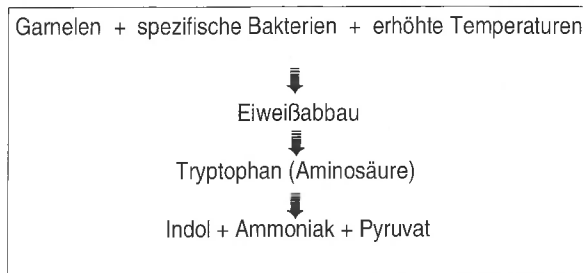 Garnelen + spezifische Bakterien + erhöhte Temperaturen
Eiweißabbau
Tryptophan (Aminosäure)
Indol + Ammoniak + Pyruvat